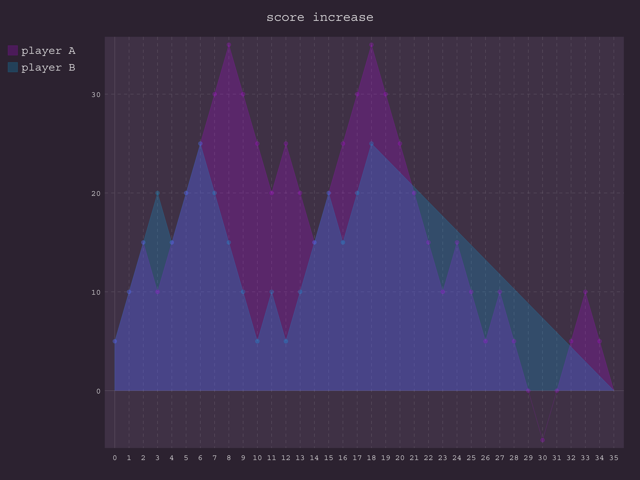 score increase
player A
player B
30
20
10
0
0 1 2 3 4 5 6 7 8 9 10 11 12 13 14 15 16 17 18 19 20 21 22 23 24 25 26 27 28 29 30 31 32 33 34 35